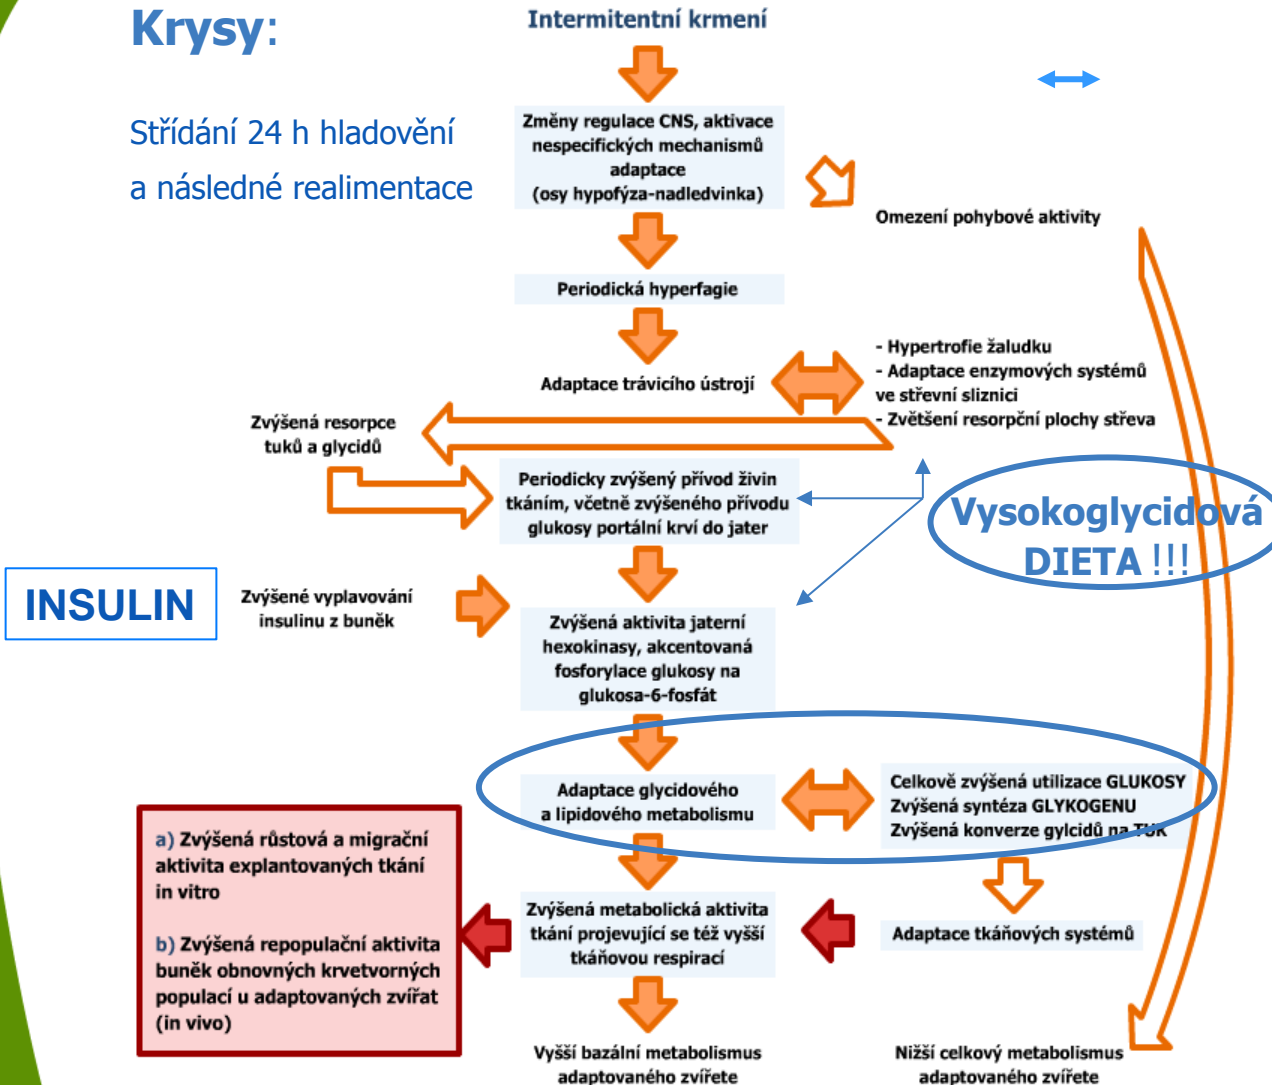 Krysy:
Střídání 24 h hladovění
a následné realimentace
Intermitentní krmení
Změny regulace CNS, aktivace
nespecifických mechanismů
adaptace
(osy hypofýza-nadledvinka)
Omezení pohybové aktivity
Periodická hyperfagie
Adaptace trávicího ústrojí
- Hypertrofie žaludku
- Adaptace enzymových systémů
ve střevní sliznici
- Zvětšení resorpční plochy střeva
Zvýšená resorpce
tuků a glycidů
Periodicky zvýšený přívod živin
tkáním, včetně zvýšeného přívodu
glukosy portální krví do jater
Vysokoglycidová
DIETA !!!
INSULIN
Zvýšené vyplavování
insulinu z buněk
Zvýšená aktivita jaterní
hexokinasy, akcentovaná
fosforylace glukosy na
glukosa-6-fosfát
Adaptace glycidového
a lipidového metabolismu
Celkově zvýšená utilizace GLUKOSY
Zvýšená syntéza GLYKOGENU
Zvýšená konverze gylcidů na TUK
a) Zvýšená růstová a migrační
aktivita explantovaných tkání
in vitro
b) Zvýšená repopulační aktivita
buněk obnovných krvetvorných
populací u adaptovaných zvířat
(in vivo)
Zvýšená metabolická aktivita
tkání projevující se též vyšší
tkáňovou respirací
Adaptace tkáňových systémů
Vyšší bazální metabolismus
adaptovaného zvířete
Nižší celkový metabolismus
adaptovaného zvířete